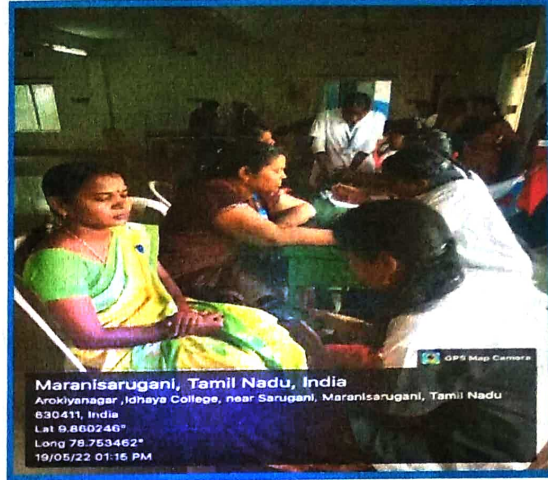 GPS Map Camera
Maranisarugani, Tamil Nadu, India
Arokiyanagar ,Idhaya College, near Sarugani, Maranisarugani, Tamil Nadu
630411, India
Lat 9.860246°
Long 78.753462°
19/05/22 01:15 PM